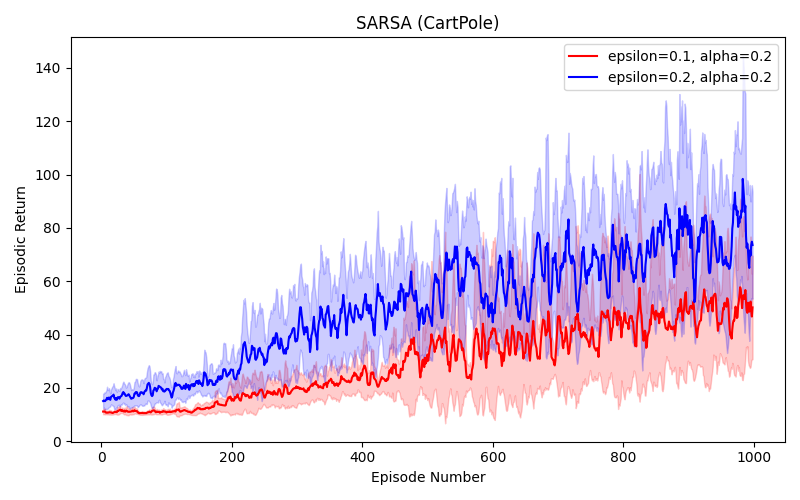 SARSA (CartPole)
epsilon=0.1, alpha=0.2
epsilon=0.2, alpha=0.2
Episodic Return
140
120
100
80
60
40
20
0
0 200 400 600 800 1000
Episode Number